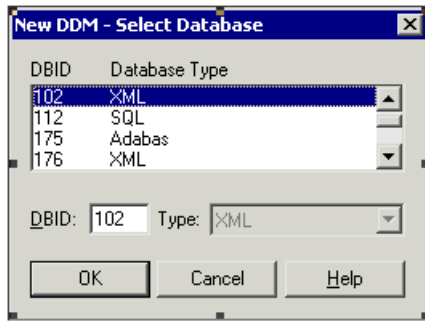 New DDM - Select Database
DBID Database Type
102 XML
112 SQL
175 Adabas
176 XML
DBID: 102 Type: XML
OK Cancel Help